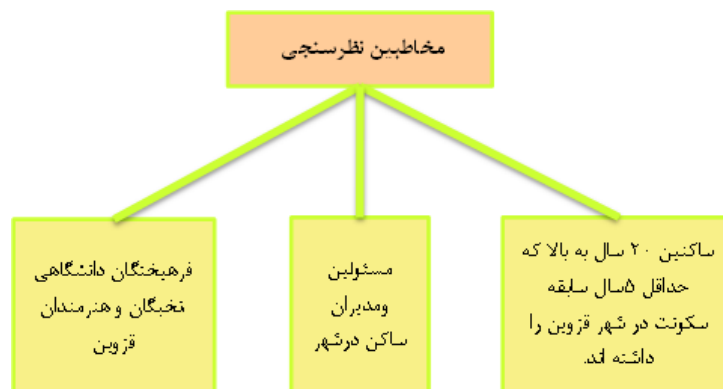 مخاطبین نظرسنجی
ساکنین ۲۰ سال به بالا که
حداقل ۵سال سابقه
سکونت در شهر قزوین را
داشته اند.
مسئولین
ومدیران
ساکن درشهر
فرهیختگان دانشگاهی
نخبگان و هنرمندان
قزوین